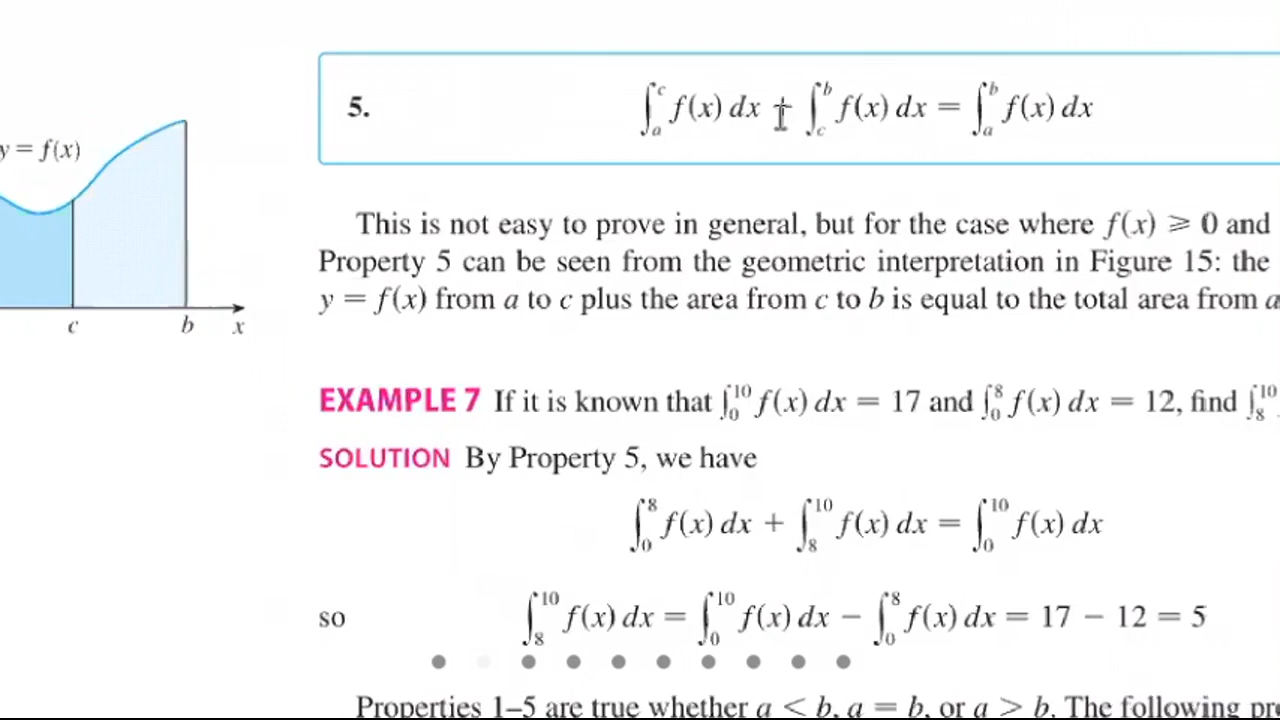 5. ∫_a^c f(x) dx + ∫_c^b f(x) dx = ∫_a^b f(x) dx
y = f(x)
c b x
This is not easy to prove in general, but for the case where f(x) ⩾ 0 and
Property 5 can be seen from the geometric interpretation in Figure 15: the
y = f(x) from a to c plus the area from c to b is equal to the total area from a
EXAMPLE 7 If it is known that ∫_0^10 f(x) dx = 17 and ∫_0^8 f(x) dx = 12, find ∫_8^10
SOLUTION By Property 5, we have
∫_0^8 f(x) dx + ∫_8^10 f(x) dx = ∫_0^10 f(x) dx
so ∫_8^10 f(x) dx = ∫_0^10 f(x) dx − ∫_0^8 f(x) dx = 17 − 12 = 5
Properties 1–5 are true whether a < b, a = b, or a > b. The following